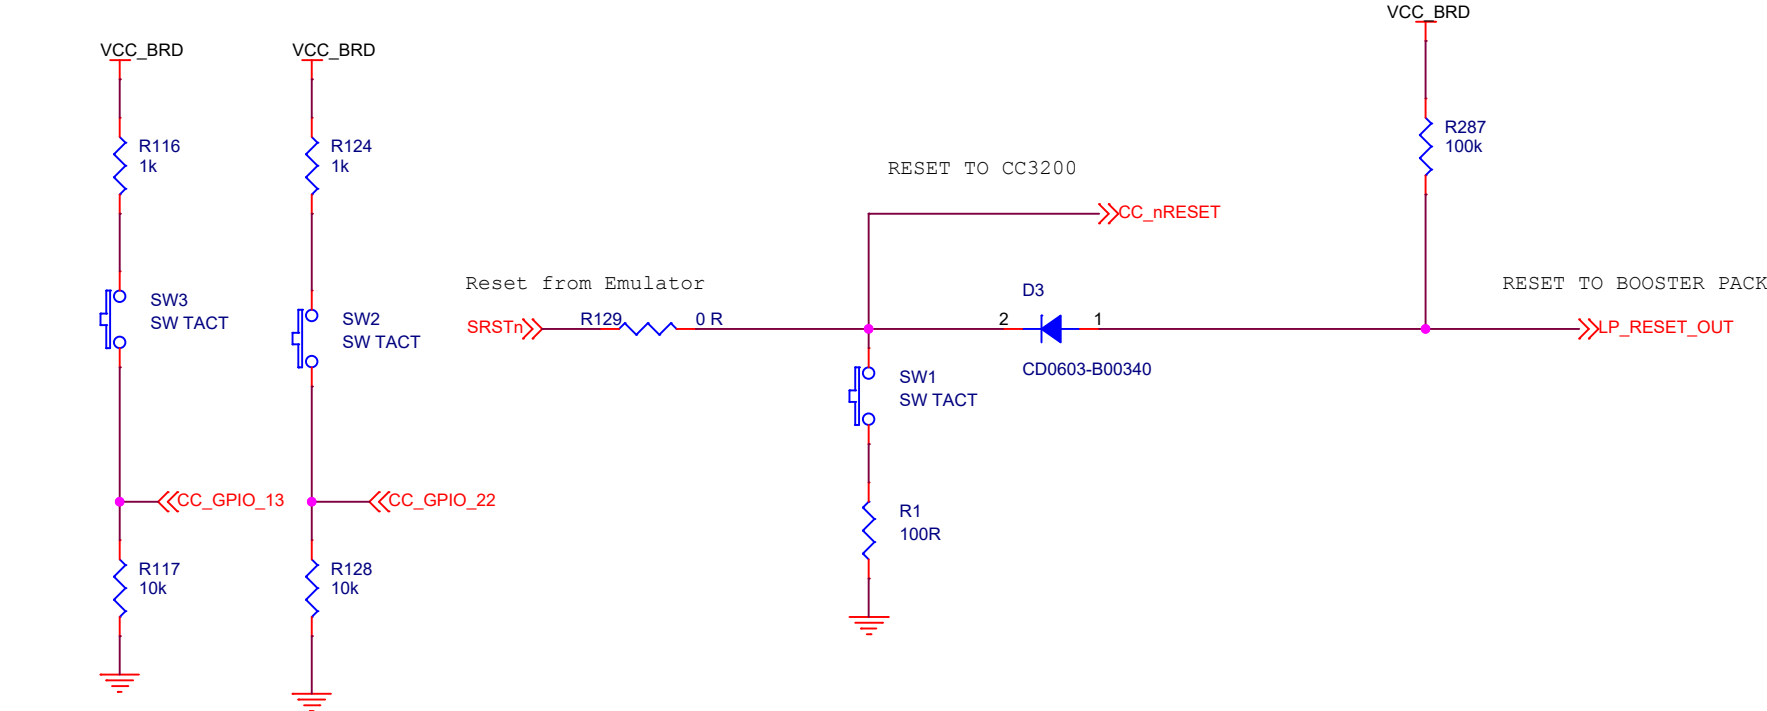 VCC_BRD
VCC_BRD
VCC_BRD
R116
1k
R124
1k
R287
100k
RESET TO CC3200
CC_nRESET
Reset from Emulator
SRSTn
R129
0 R
D3
2
1
CD0603-B00340
RESET TO BOOSTER PACK
LP_RESET_OUT
SW3
SW TACT
SW2
SW TACT
SW1
SW TACT
CC_GPIO_13
CC_GPIO_22
R1
100R
R117
10k
R128
10k